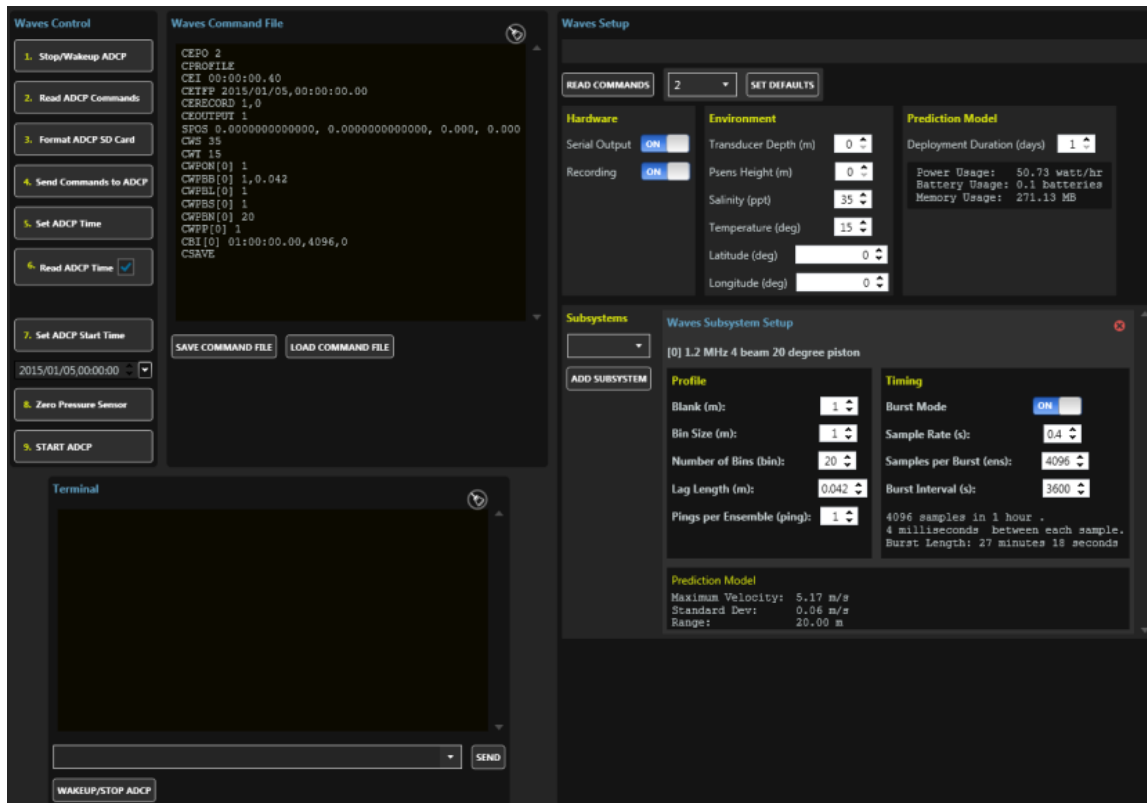 Waves Control
1. Stop/Wakeup ADCP
2. Read ADCP Commands
3. Format ADCP SD Card
4. Send Commands to ADCP
5. Set ADCP Time
6. Read ADCP Time
7. Set ADCP Start Time
2015/01/05,00:00:00
8. Zero Pressure Sensor
9. START ADCP
Waves Command File
CEPO 2
CPROFILE
CEI 00:00:00.40
CETFP 2015/01/05,00:00:00.00
CERECORD 1,0
CEOUTPUT 1
SPOS 0.0000000000000, 0.0000000000000, 0.000, 0.000
CWS 35
CWT 15
CWPON[0] 1
CWPBB[0] 1,0.042
CWPBL[0] 1
CWPBS[0] 1
CWPBN[0] 20
CWPP[0] 1
CBI[0] 01:00:00.00,4096,0
CSAVE
SAVE COMMAND FILE LOAD COMMAND FILE
Terminal
SEND
WAKEUP/STOP ADCP
Waves Setup
READ COMMANDS 2 SET DEFAULTS
Hardware
Serial Output ON
Recording ON
Environment
Transducer Depth (m) 0
Psens Height (m) 0
Salinity (ppt) 35
Temperature (deg) 15
Latitude (deg) 0
Longitude (deg) 0
Prediction Model
Deployment Duration (days) 1
Power Usage: 50.73 watt/hr
Battery Usage: 0.1 batteries
Memory Usage: 271.13 MB
Subsystems
ADD SUBSYSTEM
Waves Subsystem Setup
[0] 1.2 MHz 4 beam 20 degree piston
Profile
Blank (m): 1
Bin Size (m): 1
Number of Bins (bin): 20
Lag Length (m): 0.042
Pings per Ensemble (ping): 1
Timing
Burst Mode ON
Sample Rate (s): 0.4
Samples per Burst (ens): 4096
Burst Interval (s): 3600
4096 samples in 1 hour .
4 milliseconds between each sample.
Burst Length: 27 minutes 18 seconds
Prediction Model
Maximum Velocity: 5.17 m/s
Standard Dev: 0.06 m/s
Range: 20.00 m